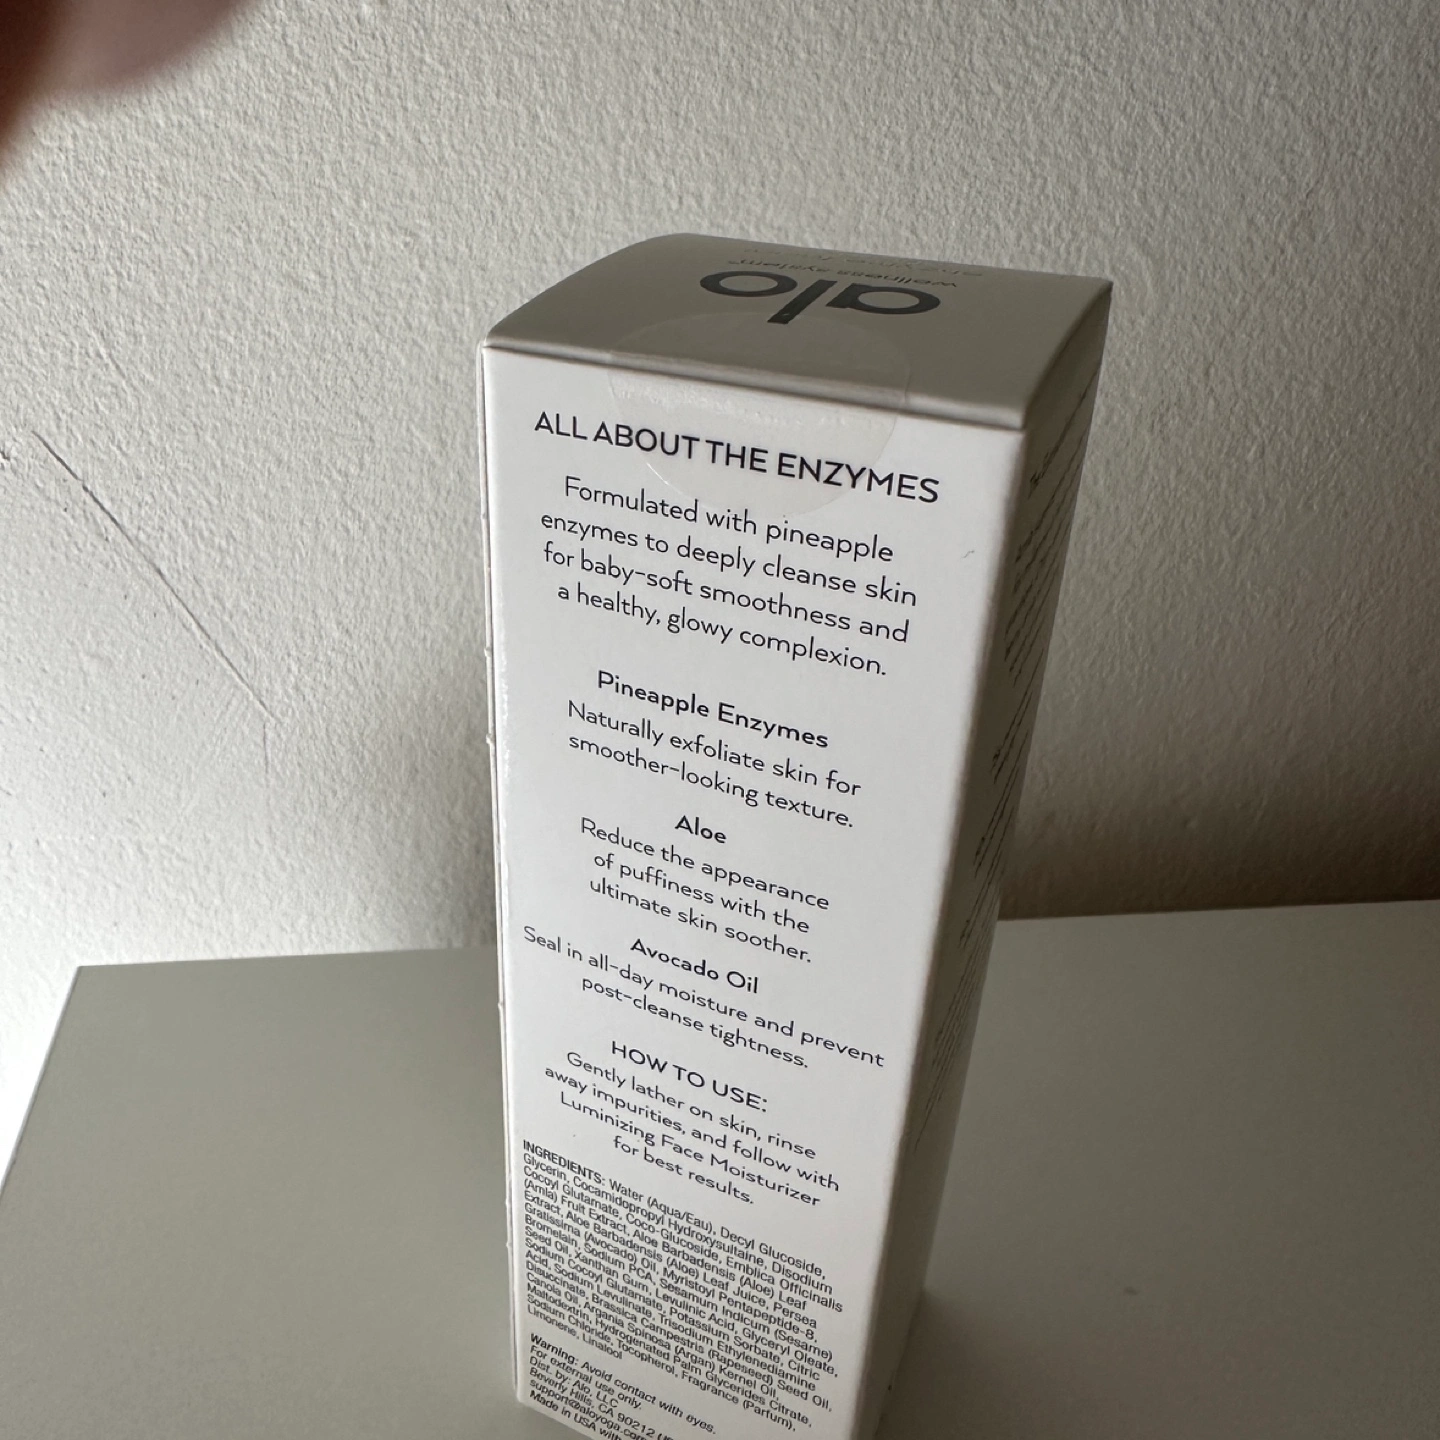 alo
wellness system
ALL ABOUT THE ENZYMES
Formulated with pineapple
enzymes to deeply cleanse skin
for baby-soft smoothness and
a healthy, glowy complexion.
Pineapple Enzymes
Naturally exfoliate skin for
smoother-looking texture.
Aloe
Reduce the appearance
of puffiness with the
ultimate skin soother.
Avocado Oil
Seal in all-day moisture and prevent
post-cleanse tightness.
HOW TO USE:
Gently lather on skin, rinse
away impurities, and follow with
Luminizing Face Moisturizer
for best results.
INGREDIENTS: Water (Aqua/Eau), Decyl Glucoside,
Glycerin, Cocamidopropyl Hydroxysultaine, Disodium
Cocoyl Glutamate, Coco-Glucoside, Emblica Officinalis
(Amla) Fruit Extract, Aloe Barbadensis (Aloe) Leaf
Extract, Aloe Barbadensis (Aloe) Leaf Juice, Persea
Gratissima (Avocado) Oil, Myristoyl Pentapeptide-8,
Bromelain, Sodium PCA, Sesamum Indicum (Sesame)
Seed Oil, Xanthan Gum, Levulinic Acid, Glyceryl Oleate,
Sodium Cocoyl Glutamate, Potassium Sorbate, Citric
Acid, Sodium Levulinate, Trisodium Ethylenediamine
Disuccinate, Brassica Campestris (Rapeseed) Seed Oil,
Canola Oil, Argania Spinosa (Argan) Kernel Oil,
Maltodextrin, Hydrogenated Palm Glycerides Citrate,
Sodium Chloride, Tocopherol, Fragrance (Parfum),
Limonene, Linalool
Warning: Avoid contact with eyes.
For external use only.
Dist. by: Alo, LLC
Beverly Hills, CA 90212
support@aloyoga.com
Made in USA with